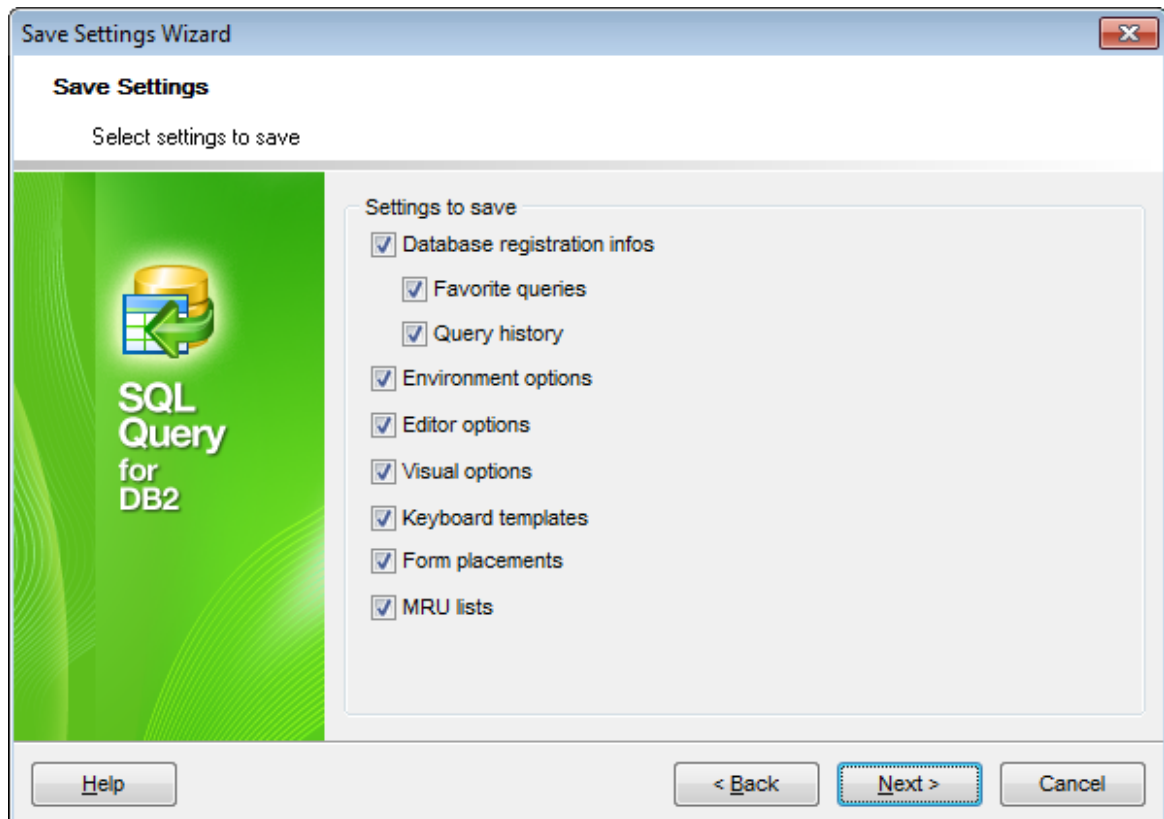 Save Settings Wizard
Save Settings
Select settings to save
Settings to save
Database registration infos
Favorite queries
Query history
Environment options
Editor options
Visual options
Keyboard templates
Form placements
MRU lists
SQL
Query
for
DB2
Help
< Back
Next >
Cancel